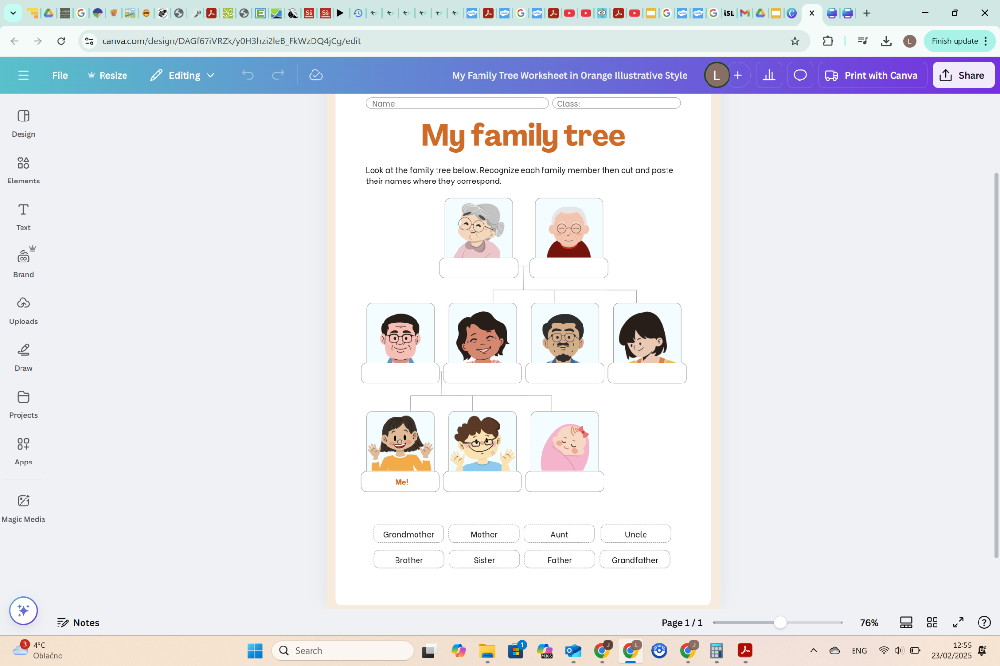 canva.com/design/DAGf67iVRZk/y0H3hzi2leB_FkWzDQ4jCg/edit
Finish update
File
Resize
Editing
My Family Tree Worksheet in Orange Illustrative Style
L
Print with Canva
Share
Design
Elements
Text
Brand
Uploads
Draw
Projects
Apps
Magic Media
Name:
Class:
My family tree
Look at the family tree below. Recognize each family member then cut and paste
their names where they correspond.
Me!
Grandmother
Mother
Aunt
Uncle
Brother
Sister
Father
Grandfather
Notes
Page 1 / 1
76%
3
4°C
Oblačno
Search
1
M365
J
L
J
ENG
12:55
23/02/2025